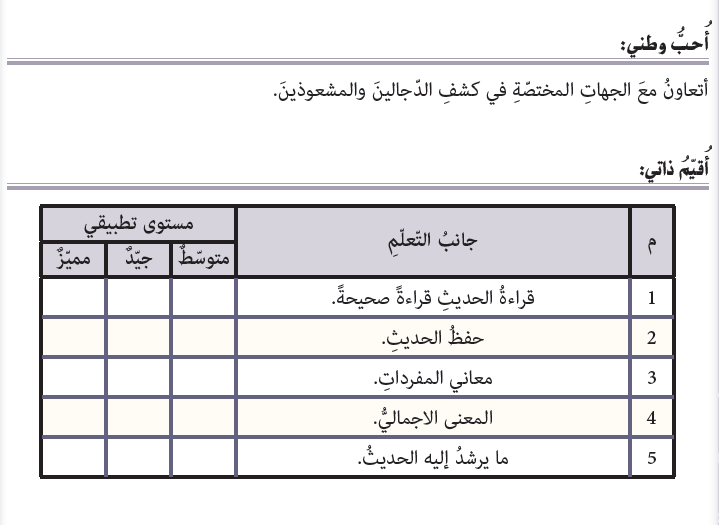 أُحبُّ وطني:
أتعاونُ معَ الجهاتِ المختصّةِ في كشفِ الدّجالينَ والمشعوذينَ.
أُقيّمُ ذاتي:
م جانبُ التّعلّمِ مستوى تطبيقي
متوسّطٌ جيّدٌ مميّزٌ
1 قراءةُ الحديثِ قراءةً صحيحةً.
2 حفظُ الحديثِ.
3 معاني المفرداتِ.
4 المعنى الاجماليُّ.
5 ما يرشدُ إليه الحديثُ.